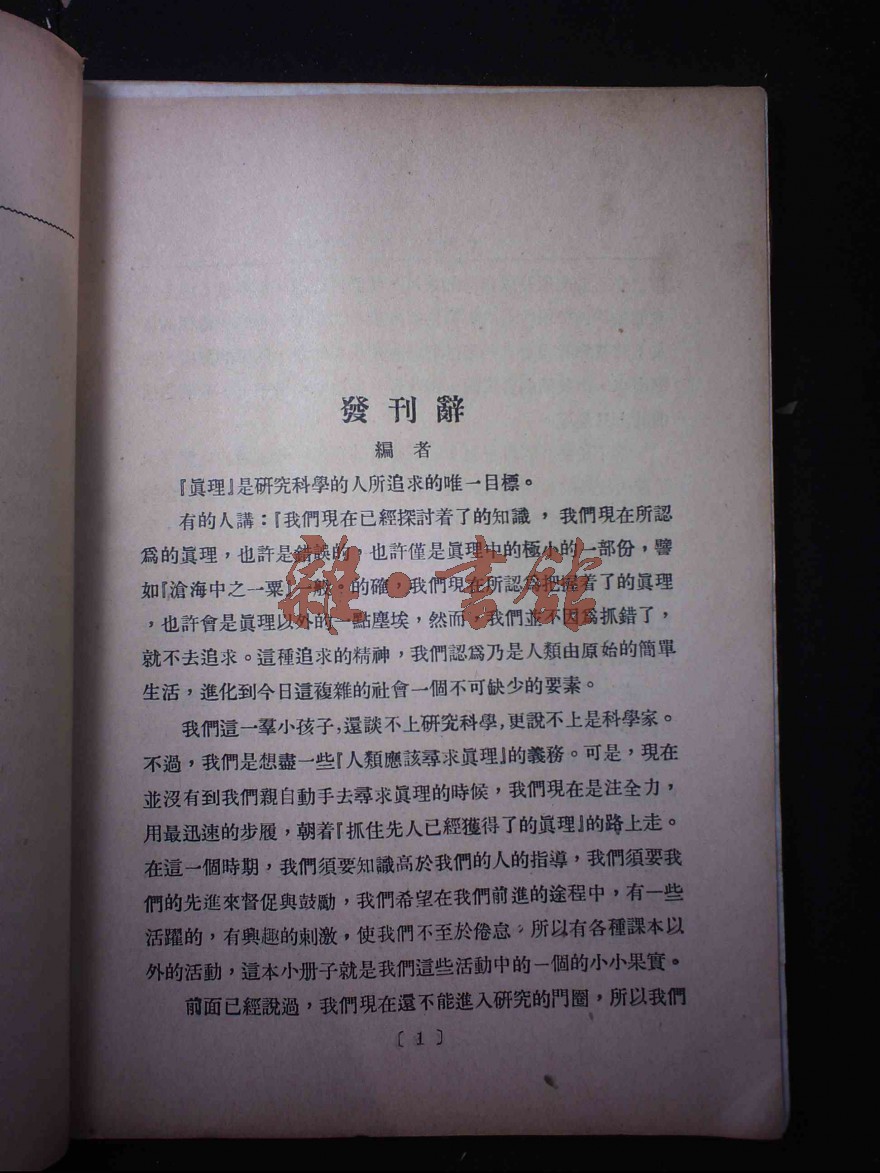 發刊辭
編者
『眞理』是研究科學的人所追求的唯一目標。
有的人講：『我們現在已經探討着了的知識，我們現在所認
爲的眞理，也許是錯誤的，也許僅是眞理中的極小的一部份，譬
如『滄海中之一粟』一般。的確，我們現在所認爲把握着了的眞理
，也許會是眞理以外的一點塵埃，然而，我們並不因爲抓錯了，
就不去追求。這種追求的精神，我們認爲乃是人類由原始的簡單
生活，進化到今日這複雜的社會一個不可缺少的要素。
我們這一羣小孩子，還談不上研究科學，更說不上是科學家。
不過，我們是想盡一些『人類應該尋求眞理』的義務。可是，現在
並沒有到我們親自動手去尋求眞理的時候，我們現在是注全力，
用最迅速的步履，朝着『抓住先人已經獲得了的眞理』的路上走。
在這一個時期，我們須要知識高於我們的人的指導，我們須要我
們的先進來督促與鼓勵，我們希望在我們前進的途程中，有一些
活躍的，有興趣的刺激，使我們不至於倦息。所以有各種課本以
外的活動，這本小册子就是我們這些活動中的一個的小小果實。
前面已經說過，我們現在還不能進入研究的門圈，所以我們
〔1〕
雜·書館